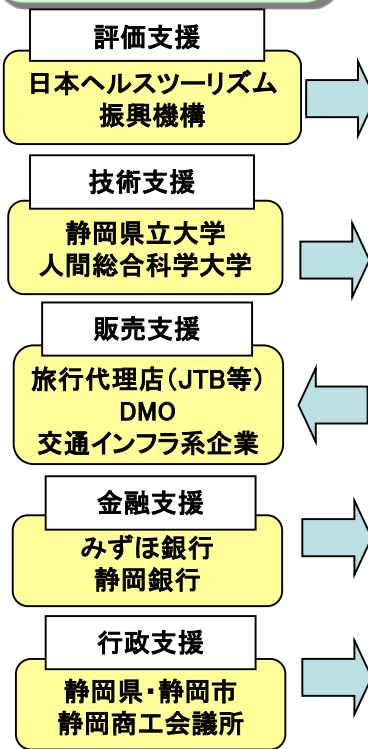 評価支援
日本ヘルスツーリズム
振興機構
技術支援
静岡県立大学
人間総合科学大学
販売支援
旅行代理店(JTB等)
DMO
交通インフラ系企業
金融支援
みずほ銀行
静岡銀行
行政支援
静岡県・静岡市
静岡商工会議所